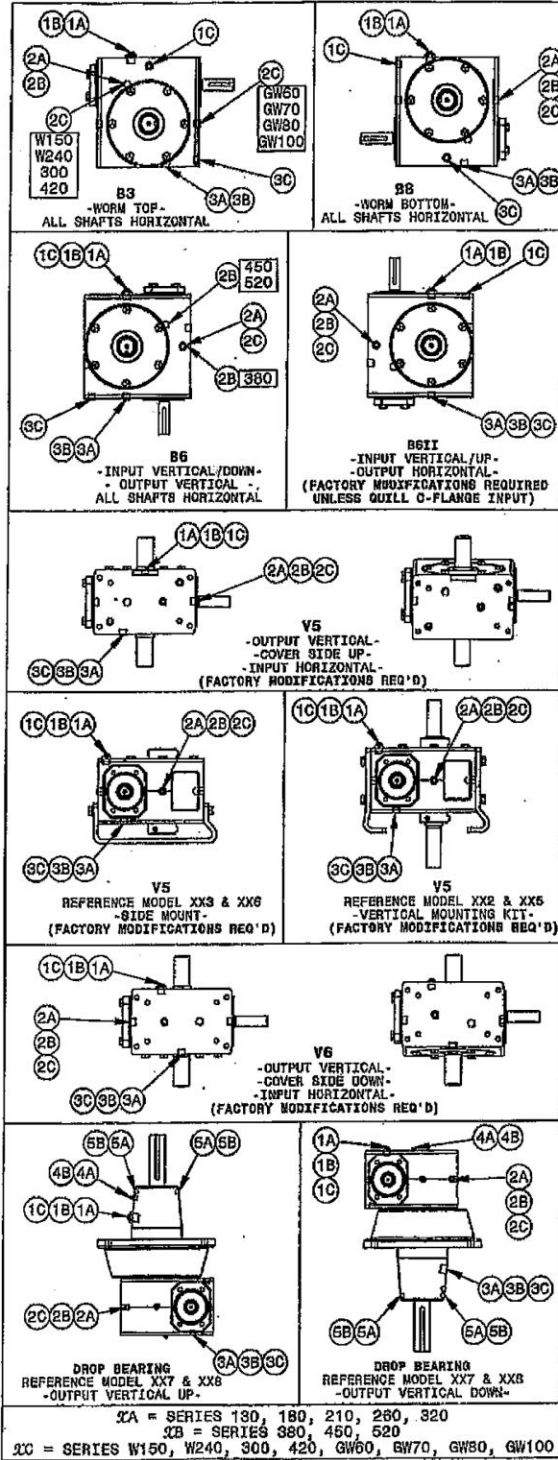 1B 1A 1C
2A
2B
2C
W150
W240
300
420
2C
GW60
GW70
GW80
GW100
3C
3A 3B
B3
-WORM TOP-
ALL SHAFTS HORIZONTAL
1B 1A
1C
2A
2B
2C
3A 3B
3C
B8
-WORM BOTTOM-
ALL SHAFTS HORIZONTAL
1C 1B 1A
2B 450
520
2A
2C
2B 380
3C
3B 3A
B6
-INPUT VERTICAL/DOWN-
- OUTPUT VERTICAL -
ALL SHAFTS HORIZONTAL
1A 1B 1C
2A
2B
2C
3A 3B 3C
B6II
-INPUT VERTICAL/UP-
-OUTPUT HORIZONTAL-
(FACTORY MODIFICATIONS REQUIRED
UNLESS QUILL C-FLANGE INPUT)
1A 1B 1C
2A 2B 2C
3C 3B 3A
V5
-OUTPUT VERTICAL-
-COVER SIDE UP-
-INPUT HORIZONTAL-
(FACTORY MODIFICATIONS REQ'D)
1C 1B 1A
2A 2B 2C
3C 3B 3A
V5
REFERENCE MODEL XX3 & XX6
-SIDE MOUNT-
(FACTORY MODIFICATIONS REQ'D)
1C 1B 1A
2A 2B 2C
3C 3B 3A
V5
REFERENCE MODEL XX2 & XX5
-VERTICAL MOUNTING KIT-
(FACTORY MODIFICATIONS REQ'D)
1C 1B 1A
2A
2B
2C
3C 3B 3A
V6
-OUTPUT VERTICAL-
-COVER SIDE DOWN-
-INPUT HORIZONTAL-
(FACTORY MODIFICATIONS REQ'D)
5B 5A 5A 5B
4B 4A
1C 1B 1A
2C 2B 2A
3A 3B 3C
DROP BEARING
REFERENCE MODEL XX7 & XX8
-OUTPUT VERTICAL UP-
1A
1B
1C
4A 4B
2A
2B
2C
3A 3B 3C
5B 5A 5A 5B
DROP BEARING
REFERENCE MODEL XX7 & XX8
-OUTPUT VERTICAL DOWN-
XA = SERIES 130, 180, 210, 260, 320
XB = SERIES 380, 450, 520
XC = SERIES W150, W240, 300, 420, GW60, GW70, GW80, GW100